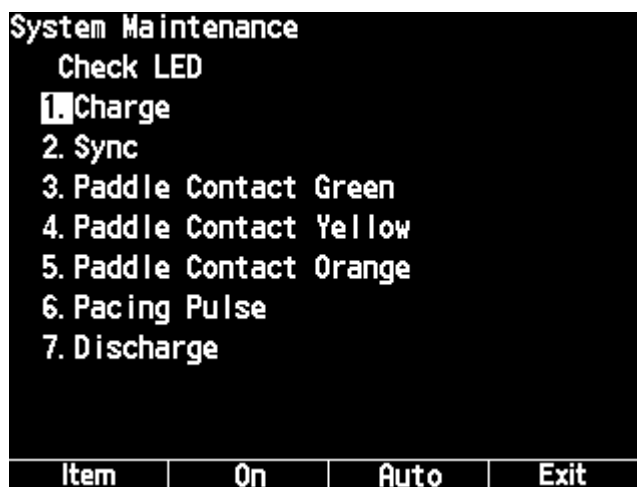 System Maintenance
Check LED
1. Charge
2. Sync
3. Paddle Contact Green
4. Paddle Contact Yellow
5. Paddle Contact Orange
6. Pacing Pulse
7. Discharge
Item On Auto Exit